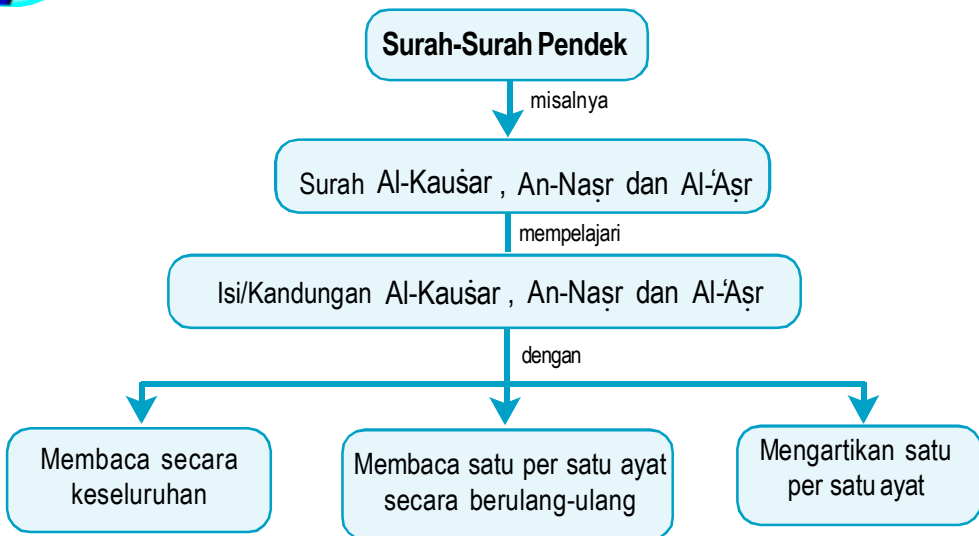 Surah-Surah Pendek
misalnya
Surah Al-Kauṡar , An-Naṣr dan Al-‘Aṣr
mempelajari
Isi/Kandungan Al-Kauṡar , An-Naṣr dan Al-‘Aṣr
dengan
Membaca secara
keseluruhan
Membaca satu per satu ayat
secara berulang-ulang
Mengartikan satu
per satu ayat